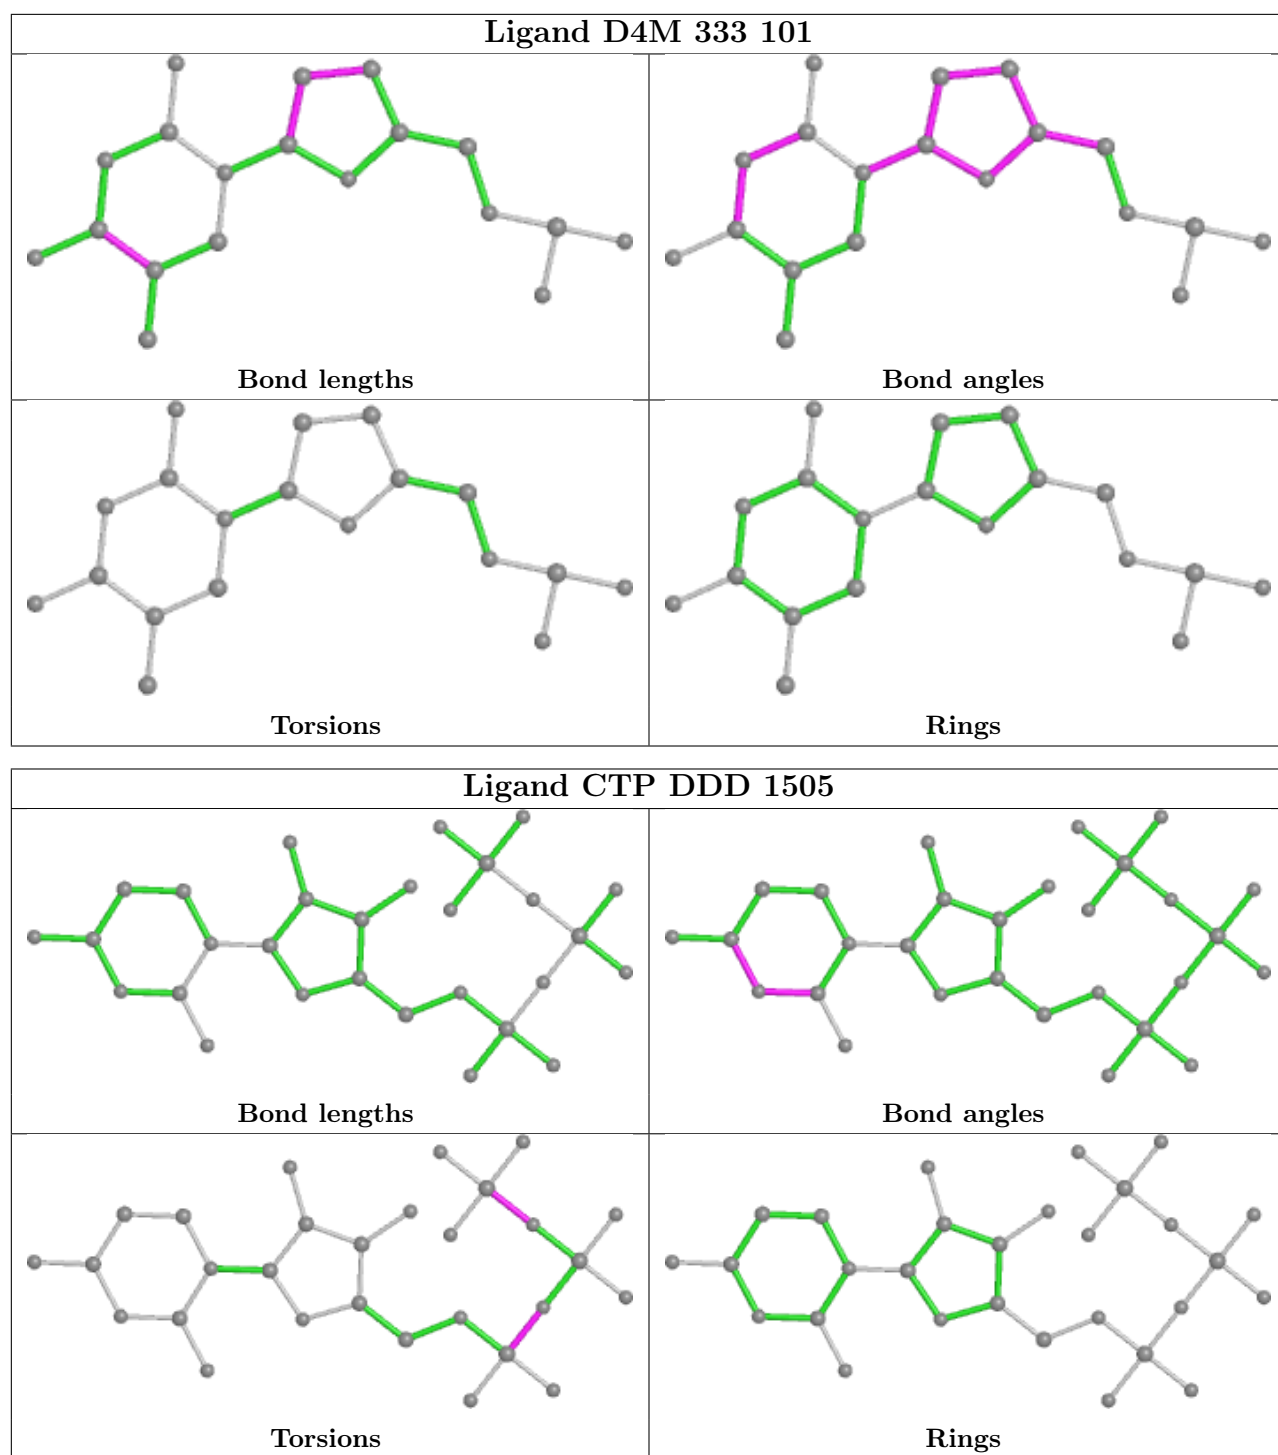 Ligand D4M 333 101
Bond lengths
Bond angles
Torsions
Rings
Ligand CTP DDD 1505
Bond lengths
Bond angles
Torsions
Rings